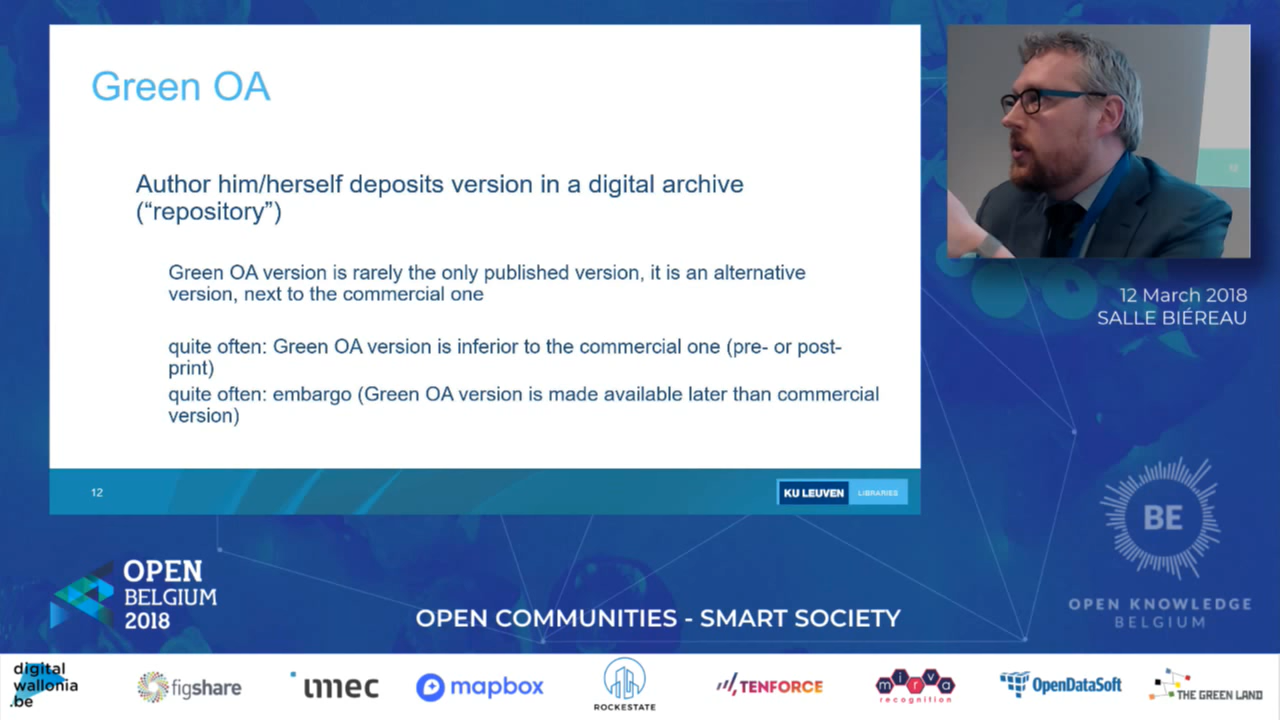 Green OA
Author him/herself deposits version in a digital archive
(“repository”)
Green OA version is rarely the only published version, it is an alternative
version, next to the commercial one
quite often: Green OA version is inferior to the commercial one (pre- or post-
print)
quite often: embargo (Green OA version is made available later than commercial
version)
12
KU LEUVEN
LIBRARIES
12
12 March 2018
SALLE BIÉREAU
OPEN
BELGIUM
2018
OPEN COMMUNITIES - SMART SOCIETY
BE
OPEN KNOWLEDGE
BELGIUM
digital
wallonia
.be
figshare
imec
mapbox
ROCKESTATE
TENFORCE
mirva
recognition
OpenDataSoft
THE GREEN LAND